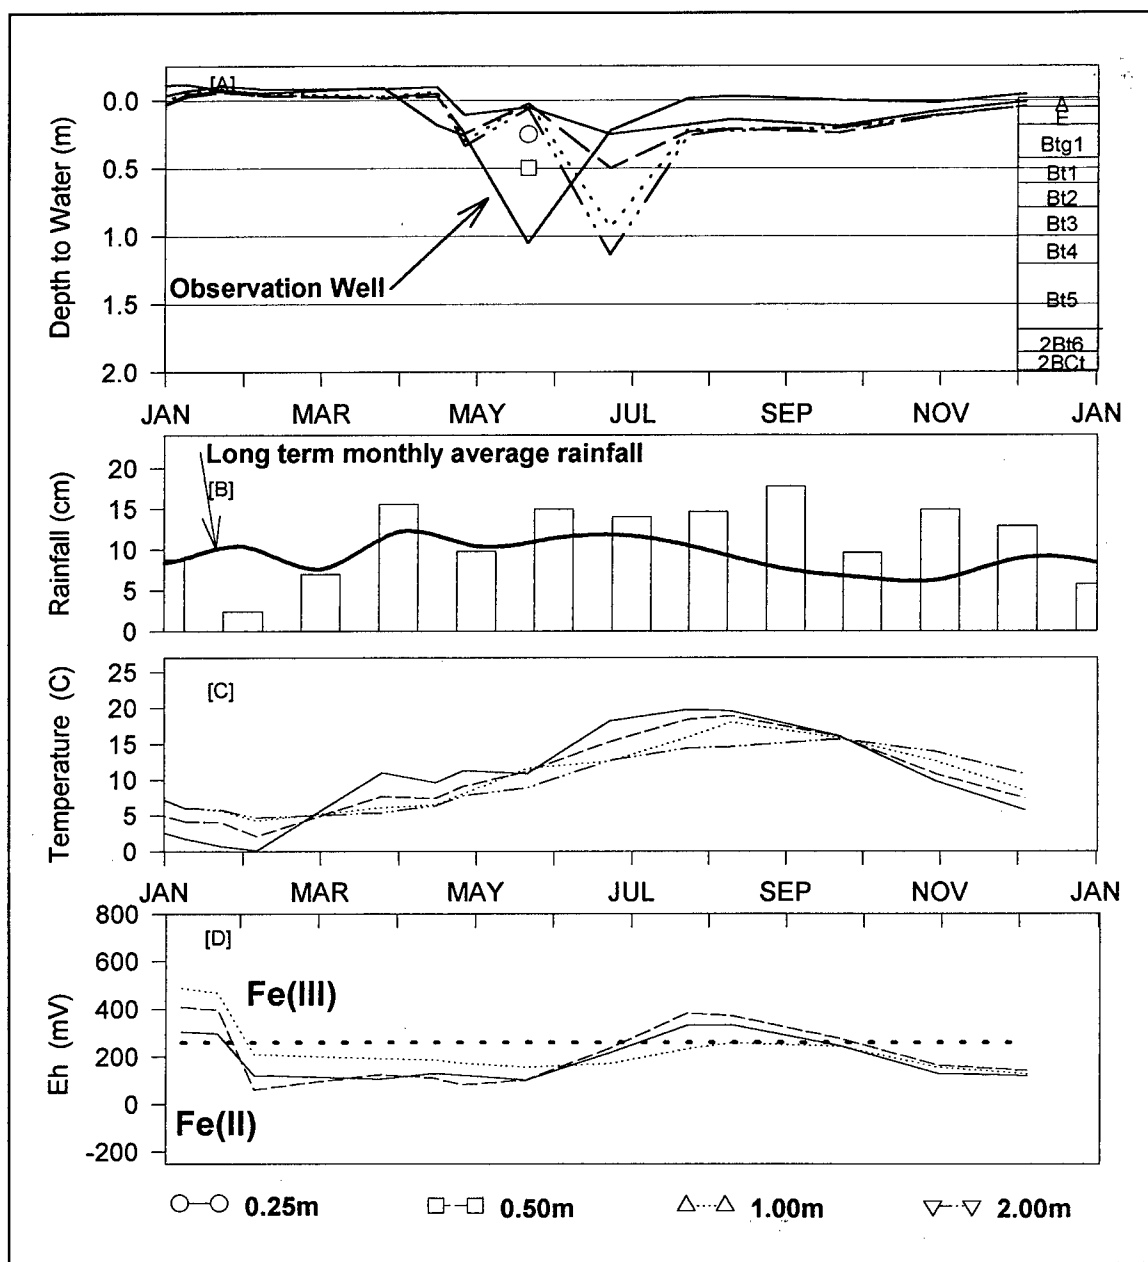 [A]
0.0
0.5
1.0
1.5
2.0
Depth to Water (m)
Observation Well
A
E
Btg1
Bt1
Bt2
Bt3
Bt4
Bt5
2Bt6
2BCt
JAN MAR MAY JUL SEP NOV JAN
Long term monthly average rainfall
[B]
20
15
10
5
0
Rainfall (cm)
[C]
25
20
15
10
5
0
Temperature (C)
JAN MAR MAY JUL SEP NOV JAN
[D]
800
600
400
200
0
-200
Eh (mV)
Fe(III)
Fe(II)
0.25m 0.50m 1.00m 2.00m